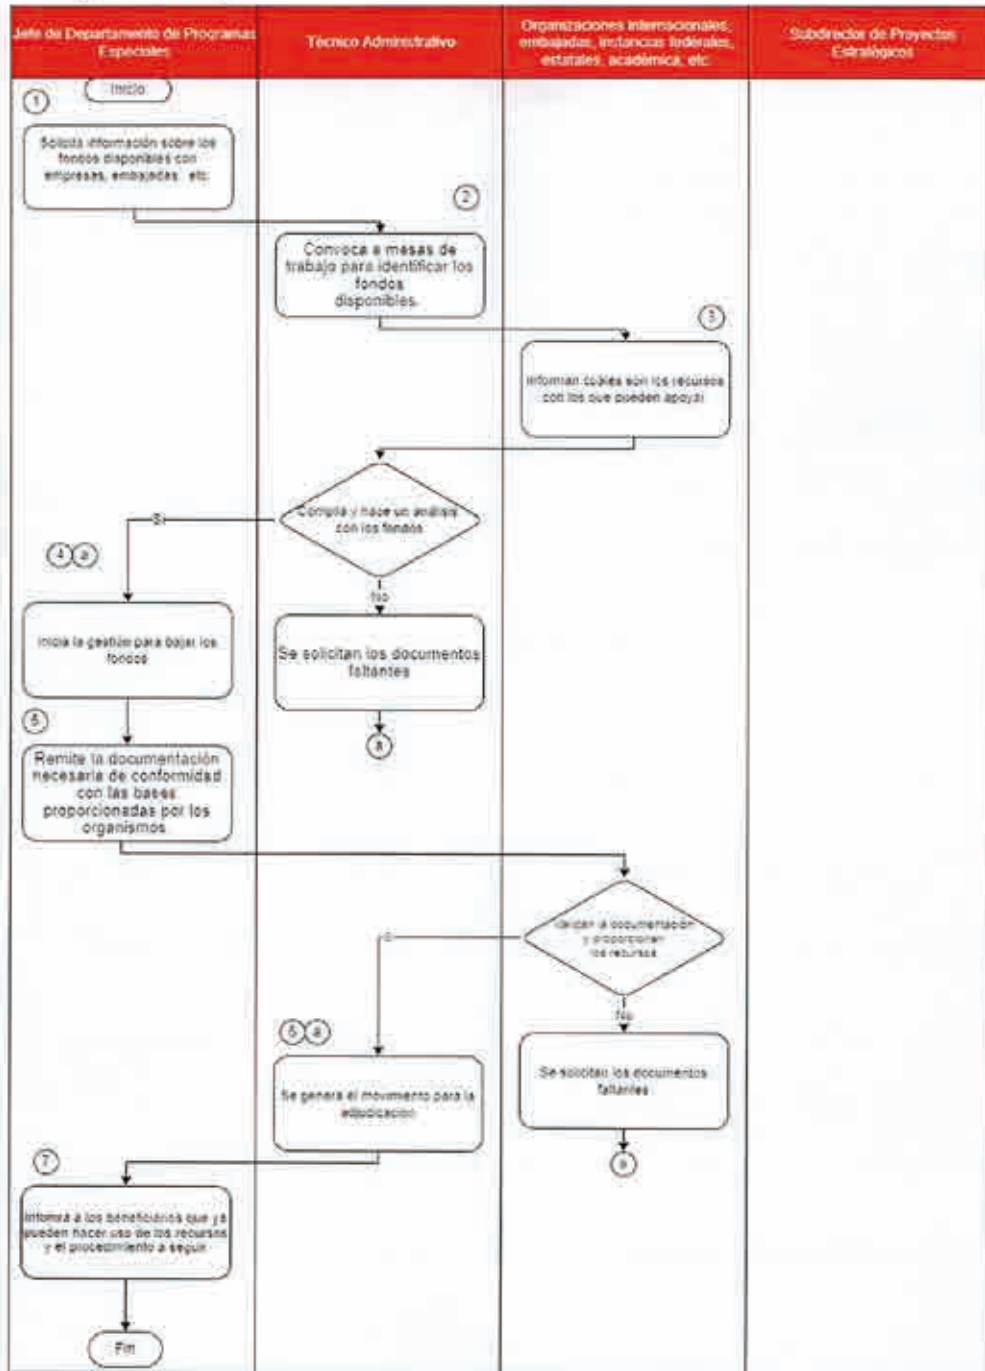 Jefe de Departamento de Programas
Especiales
Técnico Administrativo
Organizaciones internacionales,
embajadas, instancias federales,
estatales, académica, etc
Subdirector de Proyectos
Estratégicos
Inicio
1
Solicita información sobre los
fondos disponibles con
empresas, embajadas etc
2
Convoca a mesas de
trabajo para identificar los
fondos
disponibles.
3
Informan cuáles son los recursos
con los que pueden apoyar
Compila y hace un análisis
con los fondos
Si
No
4 a
Inicia la gestión para bajar los
fondos
Se solicitan los documentos
faltantes
a
5
Remite la documentación
necesaria de conformidad
con las bases
proporcionadas por los
organismos
la documentación
y proporcionan
los recursos
Si
No
6 a
Se genera el movimiento para la
adjudicación
Se solicitan los documentos
faltantes
a
7
Informa a los beneficiarios que ya
pueden hacer uso de los recursos
y el procedimiento a seguir
Fin